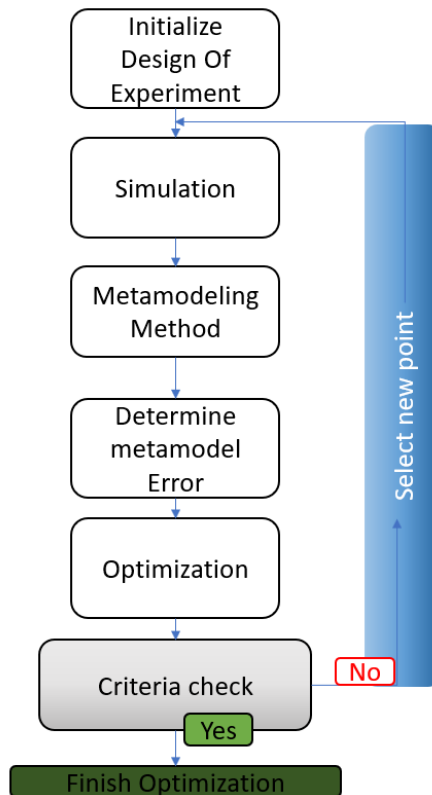 Initialize
Design Of
Experiment
Simulation
Metamodeling
Method
Determine
metamodel
Error
Optimization
Criteria check
No
Yes
Finish Optimization
Select new point